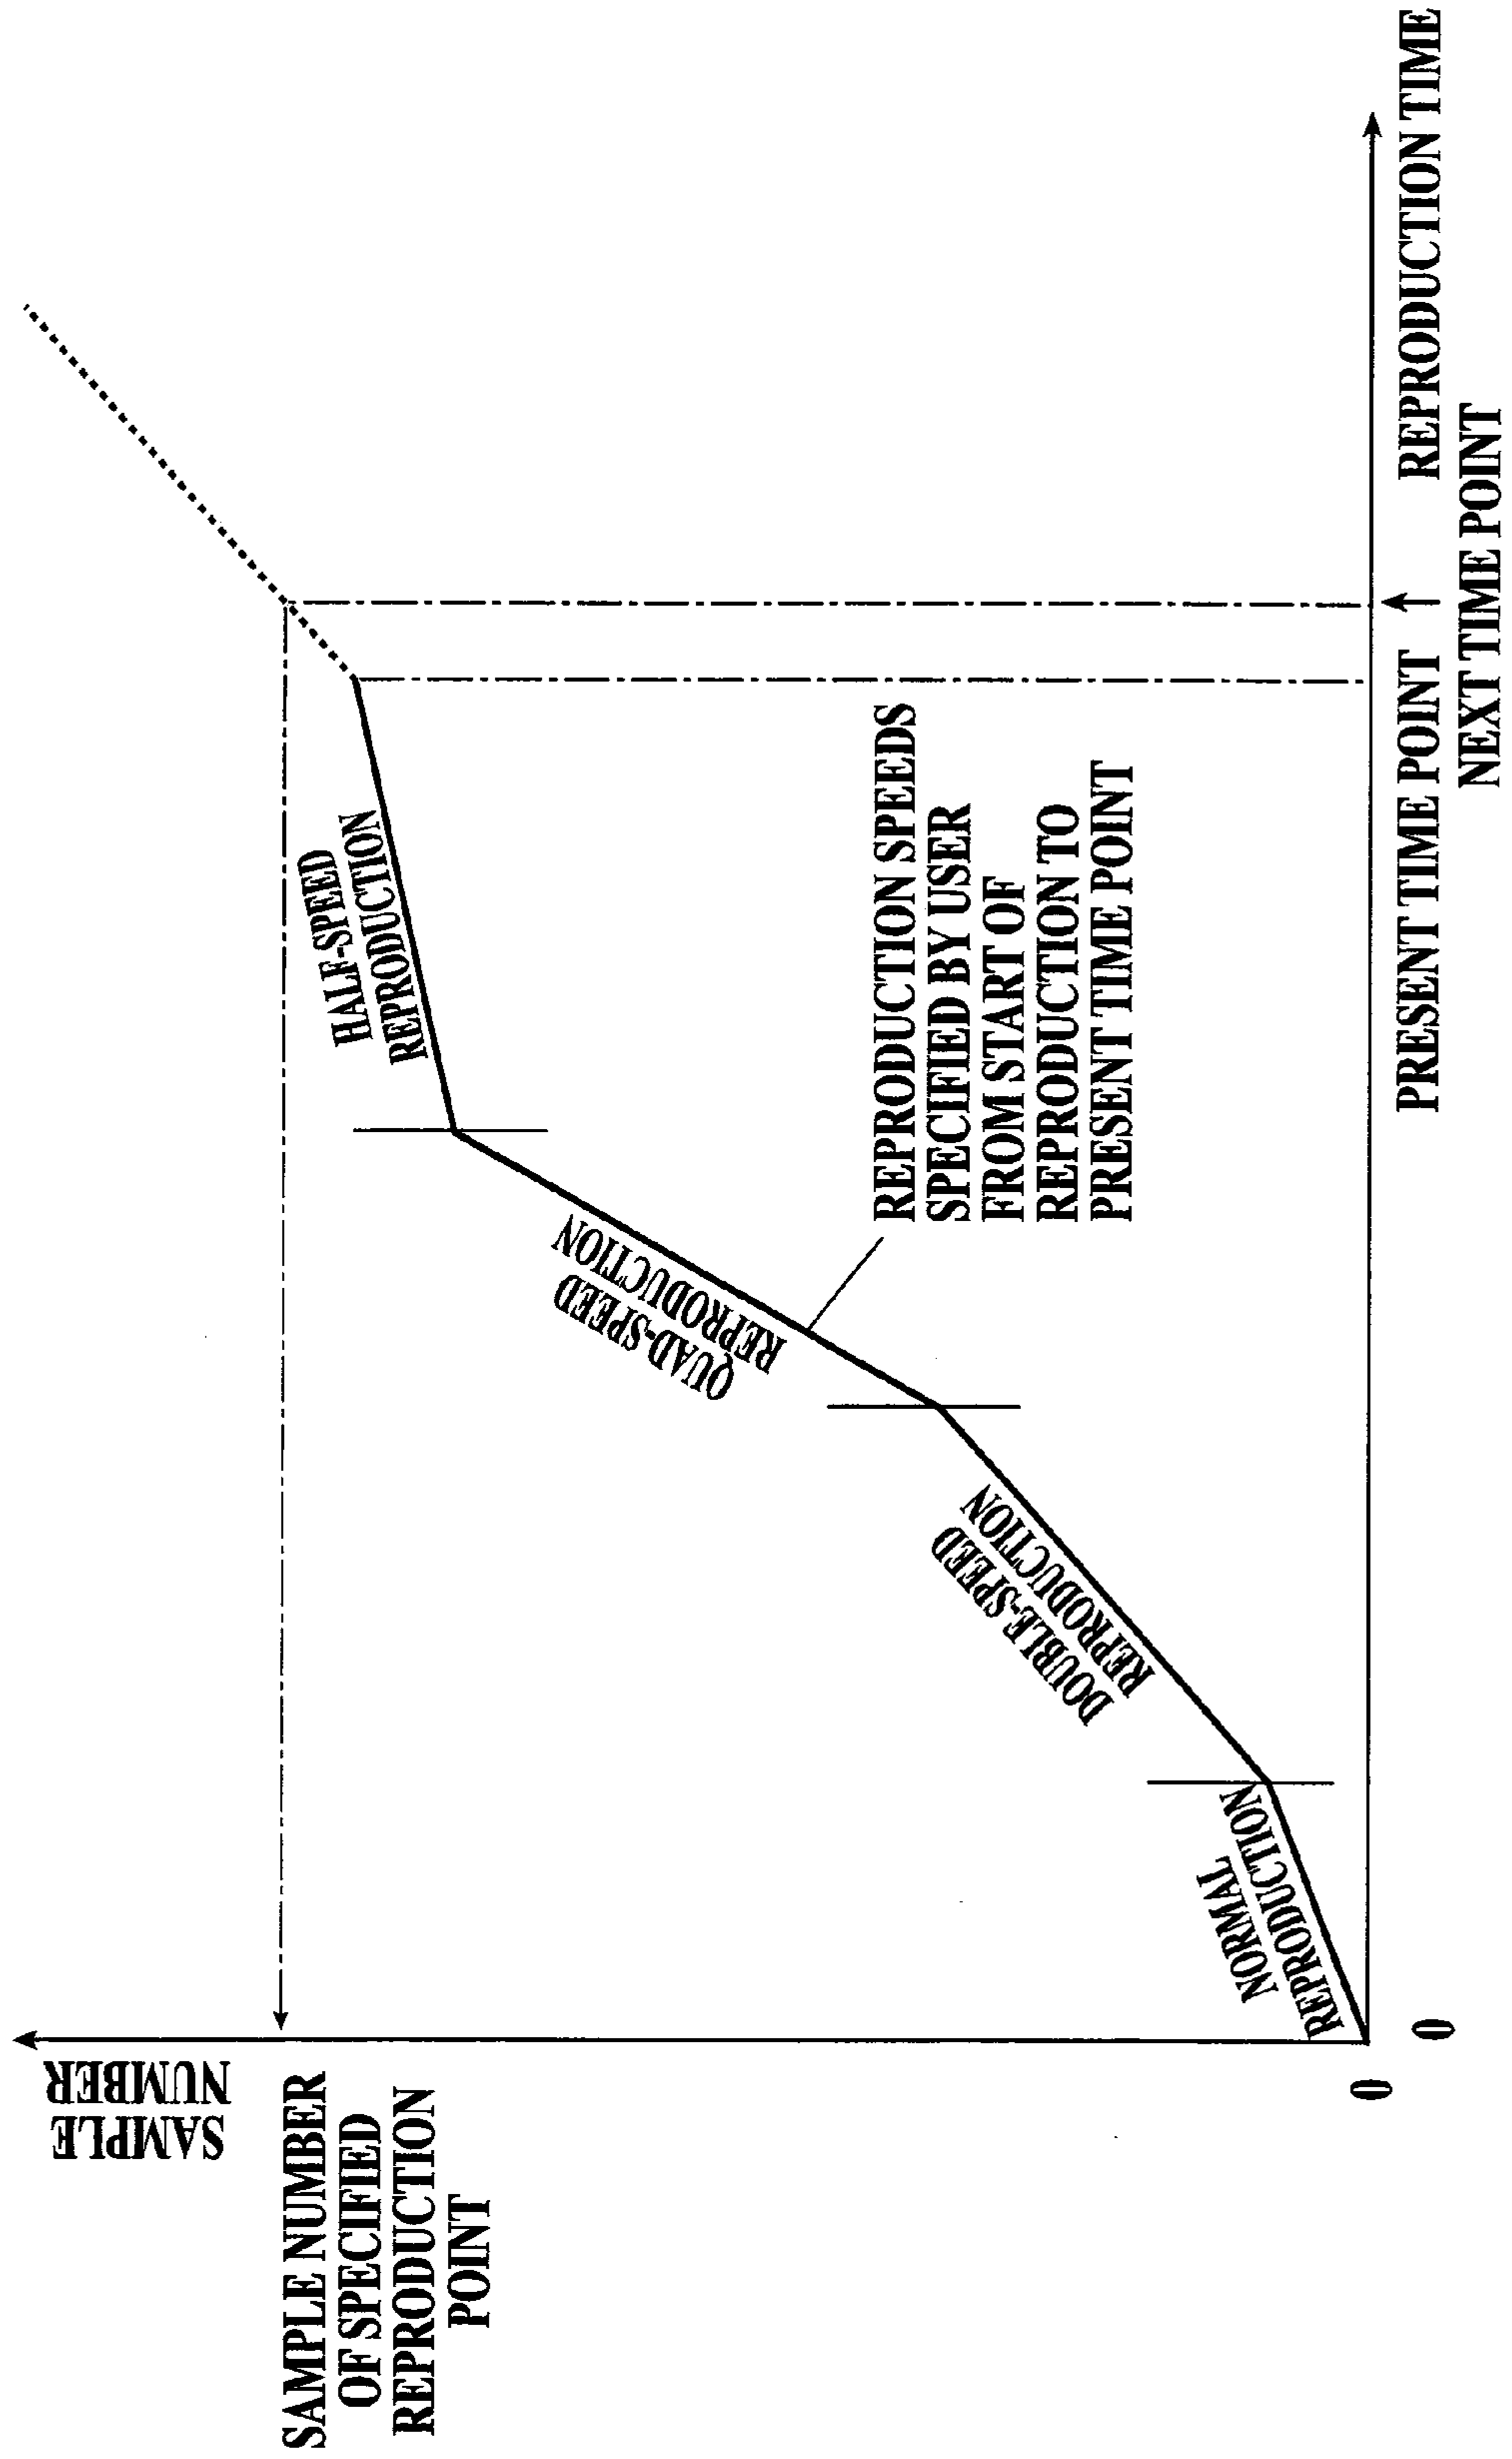 SAMPLE
NUMBER
SAMPLE NUMBER
OF SPECIFIED
REPRODUCTION
POINT
HALF-SPEED
REPRODUCTION
QUAD-SPEED
REPRODUCTION
REPRODUCTION SPEEDS
SPECIFIED BY USER
FROM START OF
REPRODUCTION TO
PRESENT TIME POINT
DOUBLE-SPEED
REPRODUCTION
NORMAL
REPRODUCTION
0
0
PRESENT TIME POINT
REPRODUCTION TIME
NEXT TIME POINT